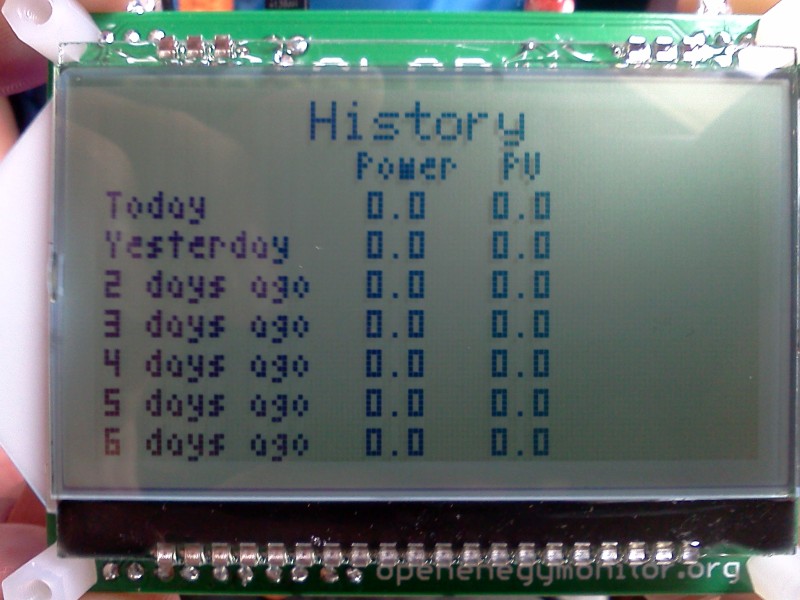 History
Power PV
Today 0.0 0.0
Yesterday 0.0 0.0
2 days ago 0.0 0.0
3 days ago 0.0 0.0
4 days ago 0.0 0.0
5 days ago 0.0 0.0
6 days ago 0.0 0.0
openenegymonitor.org